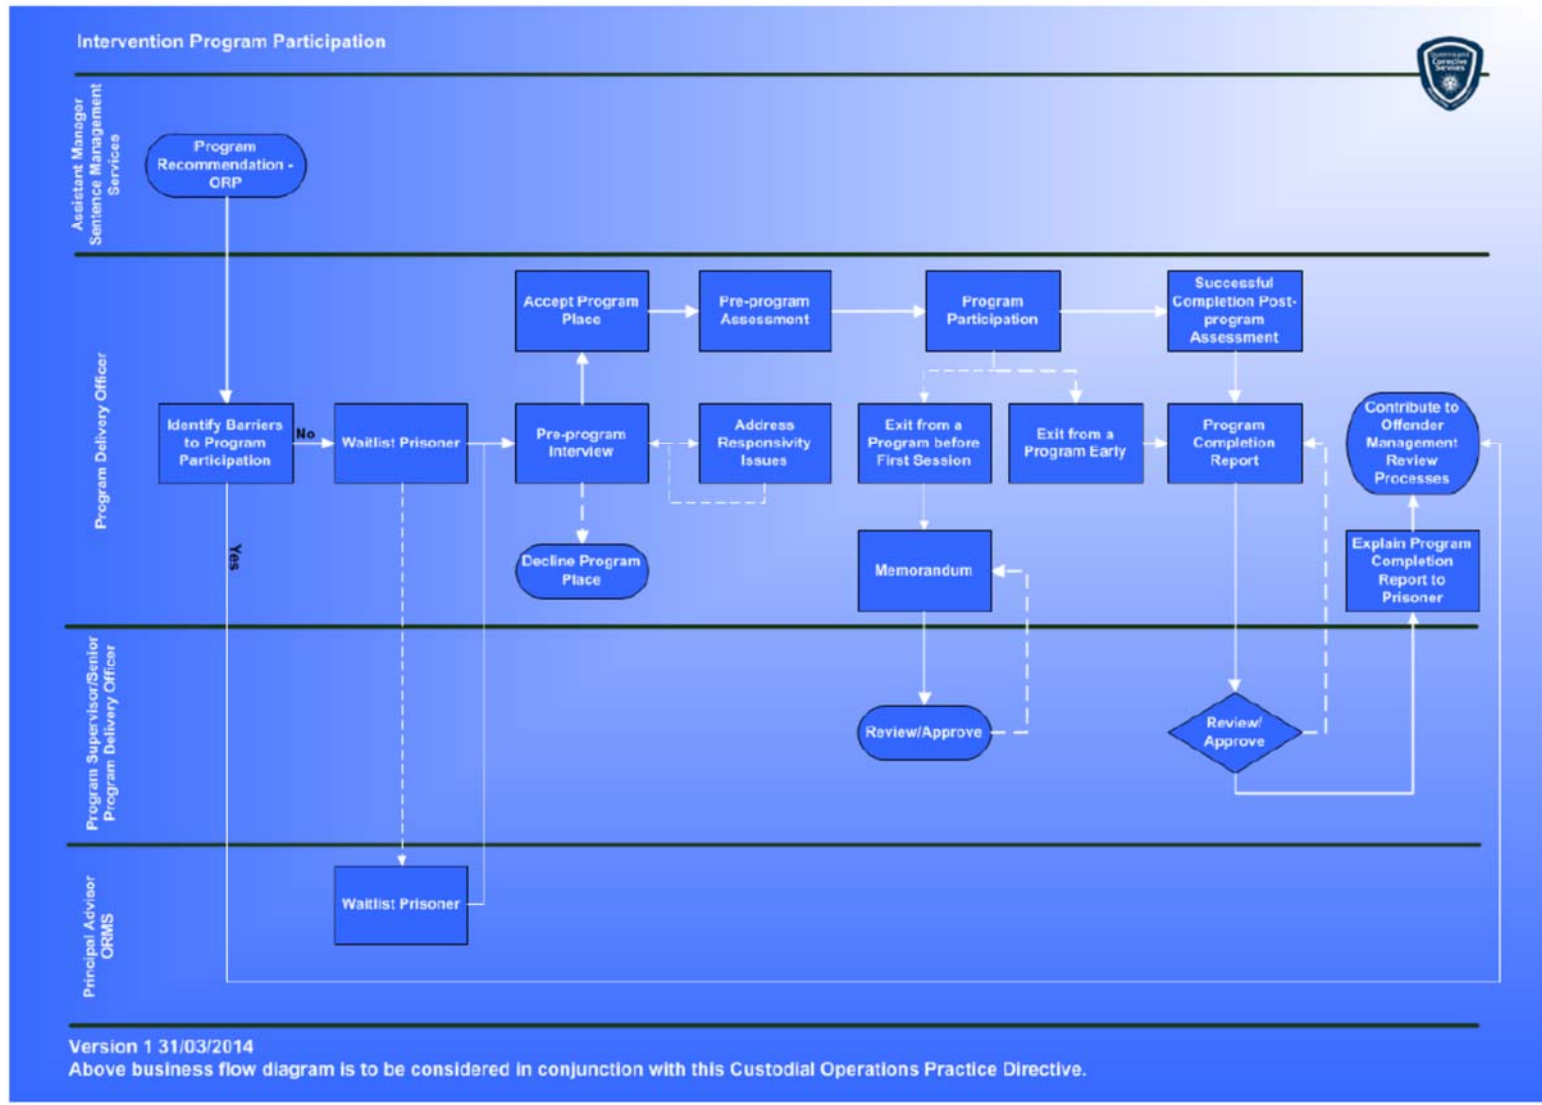 Intervention Program Participation
Queensland
Corrective
Services
Assistant Manager
Sentence Management
Services
Program
Recommendation -
ORP
Program Delivery Officer
Accept Program
Place
Pre-program
Assessment
Program
Participation
Successful
Completion Post-
program
Assessment
Identify Barriers
to Program
Participation
No
Waitlist Prisoner
Pre-program
Interview
Address
Responsivity
Issues
Exit from a
Program before
First Session
Exit from a
Program Early
Program
Completion
Report
Contribute to
Offender
Management
Review
Processes
Yes
Decline Program
Place
Memorandum
Explain Program
Completion
Report to
Prisoner
Program Supervisor/Senior
Program Delivery Officer
Review/Approve
Review/
Approve
Principal Advisor
ORMS
Waitlist Prisoner
Version 1 31/03/2014
Above business flow diagram is to be considered in conjunction with this Custodial Operations Practice Directive.